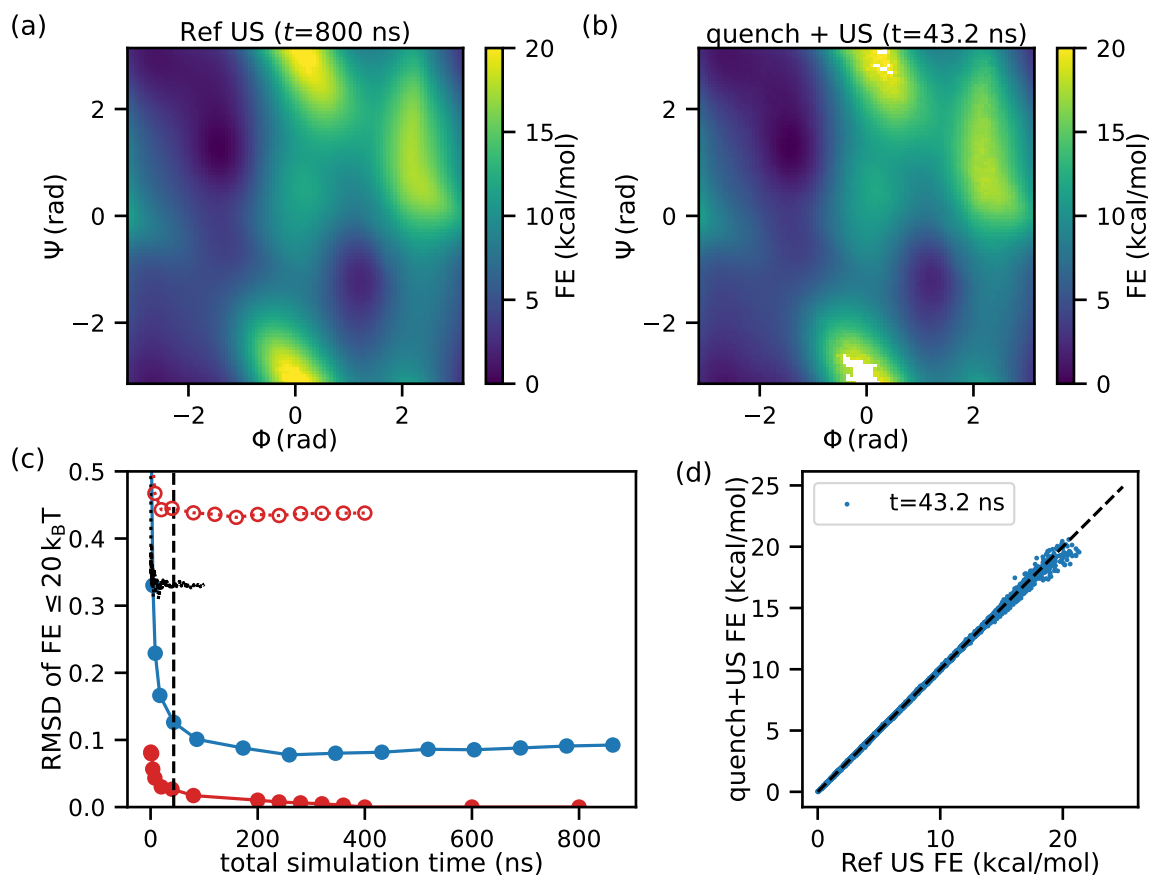 (a)
Ref US (t=800 ns)
2
0
−2
Ψ (rad)
−2
0
2
Φ (rad)
20
15
10
5
0
FE (kcal/mol)
(b)
quench + US (t=43.2 ns)
2
0
−2
Ψ (rad)
−2
0
2
Φ (rad)
20
15
10
5
0
FE (kcal/mol)
(c)
0.5
0.4
0.3
0.2
0.1
0.0
RMSD of FE ≤ 20 kBT
0
200
400
600
800
total simulation time (ns)
(d)
t=43.2 ns
25
20
15
10
5
0
quench+US FE (kcal/mol)
0
10
20
Ref US FE (kcal/mol)